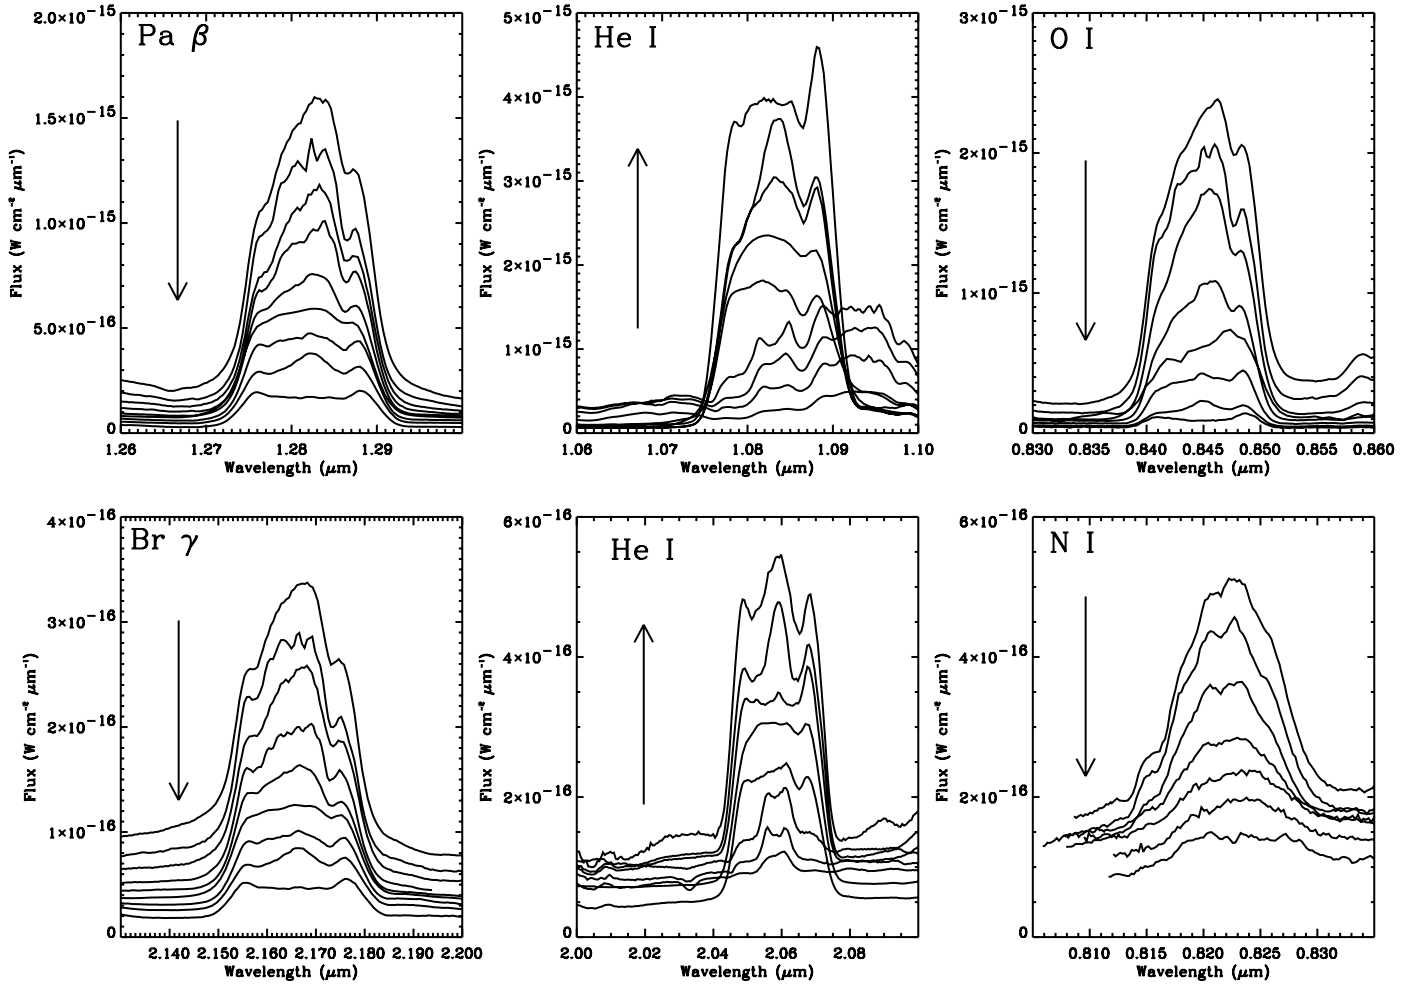 Pa β
2.0×10⁻¹⁵
1.5×10⁻¹⁵
1.0×10⁻¹⁵
5.0×10⁻¹⁶
0
Flux (W cm⁻² μm⁻¹)
1.26 1.27 1.28 1.29
Wavelength (μm)
He I
5×10⁻¹⁵
4×10⁻¹⁵
3×10⁻¹⁵
2×10⁻¹⁵
1×10⁻¹⁵
0
Flux (W cm⁻² μm⁻¹)
1.06 1.07 1.08 1.09 1.10
Wavelength (μm)
O I
3×10⁻¹⁵
2×10⁻¹⁵
1×10⁻¹⁵
0
Flux (W cm⁻² μm⁻¹)
0.830 0.835 0.840 0.845 0.850 0.855 0.860
Wavelength (μm)
Br γ
4×10⁻¹⁶
3×10⁻¹⁶
2×10⁻¹⁶
1×10⁻¹⁶
0
Flux (W cm⁻² μm⁻¹)
2.140 2.150 2.160 2.170 2.180 2.190 2.200
Wavelength (μm)
He I
6×10⁻¹⁶
4×10⁻¹⁶
2×10⁻¹⁶
0
Flux (W cm⁻² μm⁻¹)
2.00 2.02 2.04 2.06 2.08
Wavelength (μm)
N I
6×10⁻¹⁶
4×10⁻¹⁶
2×10⁻¹⁶
0
Flux (W cm⁻² μm⁻¹)
0.810 0.815 0.820 0.825 0.830
Wavelength (μm)